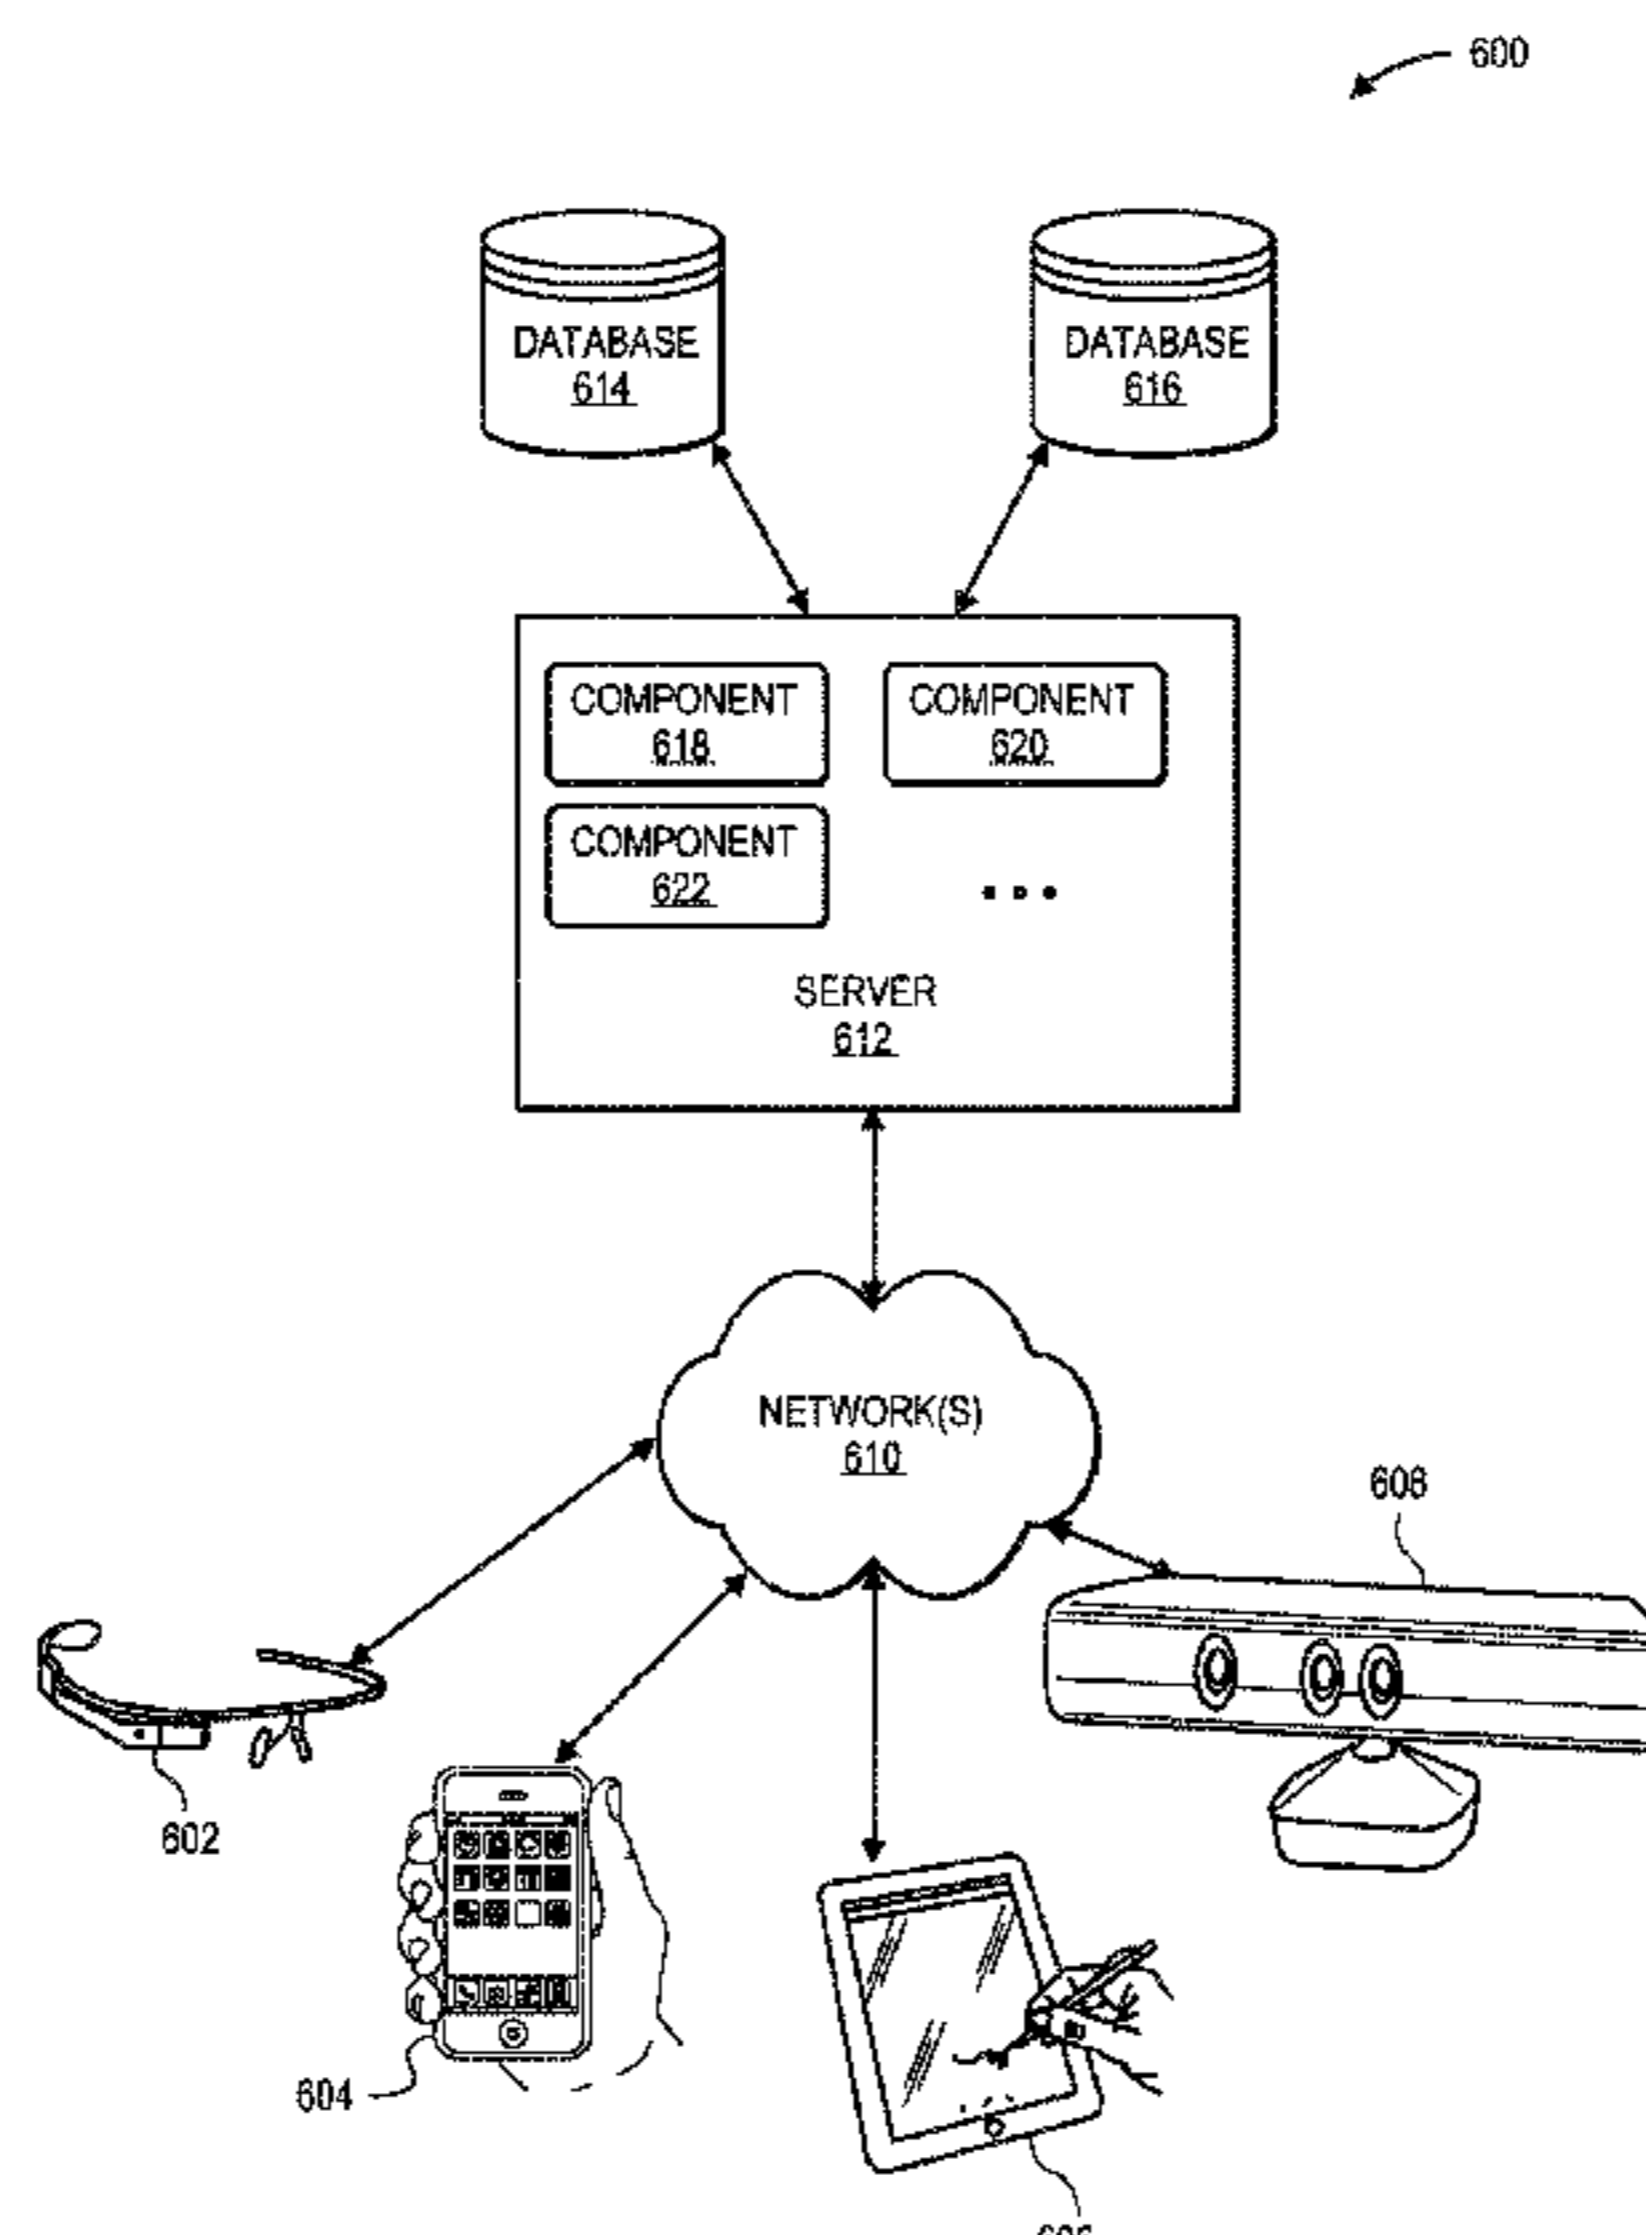 600
DATABASE
614
DATABASE
616
COMPONENT
618
COMPONENT
620
COMPONENT
622
SERVER
612
NETWORK(S)
610
608
602
604